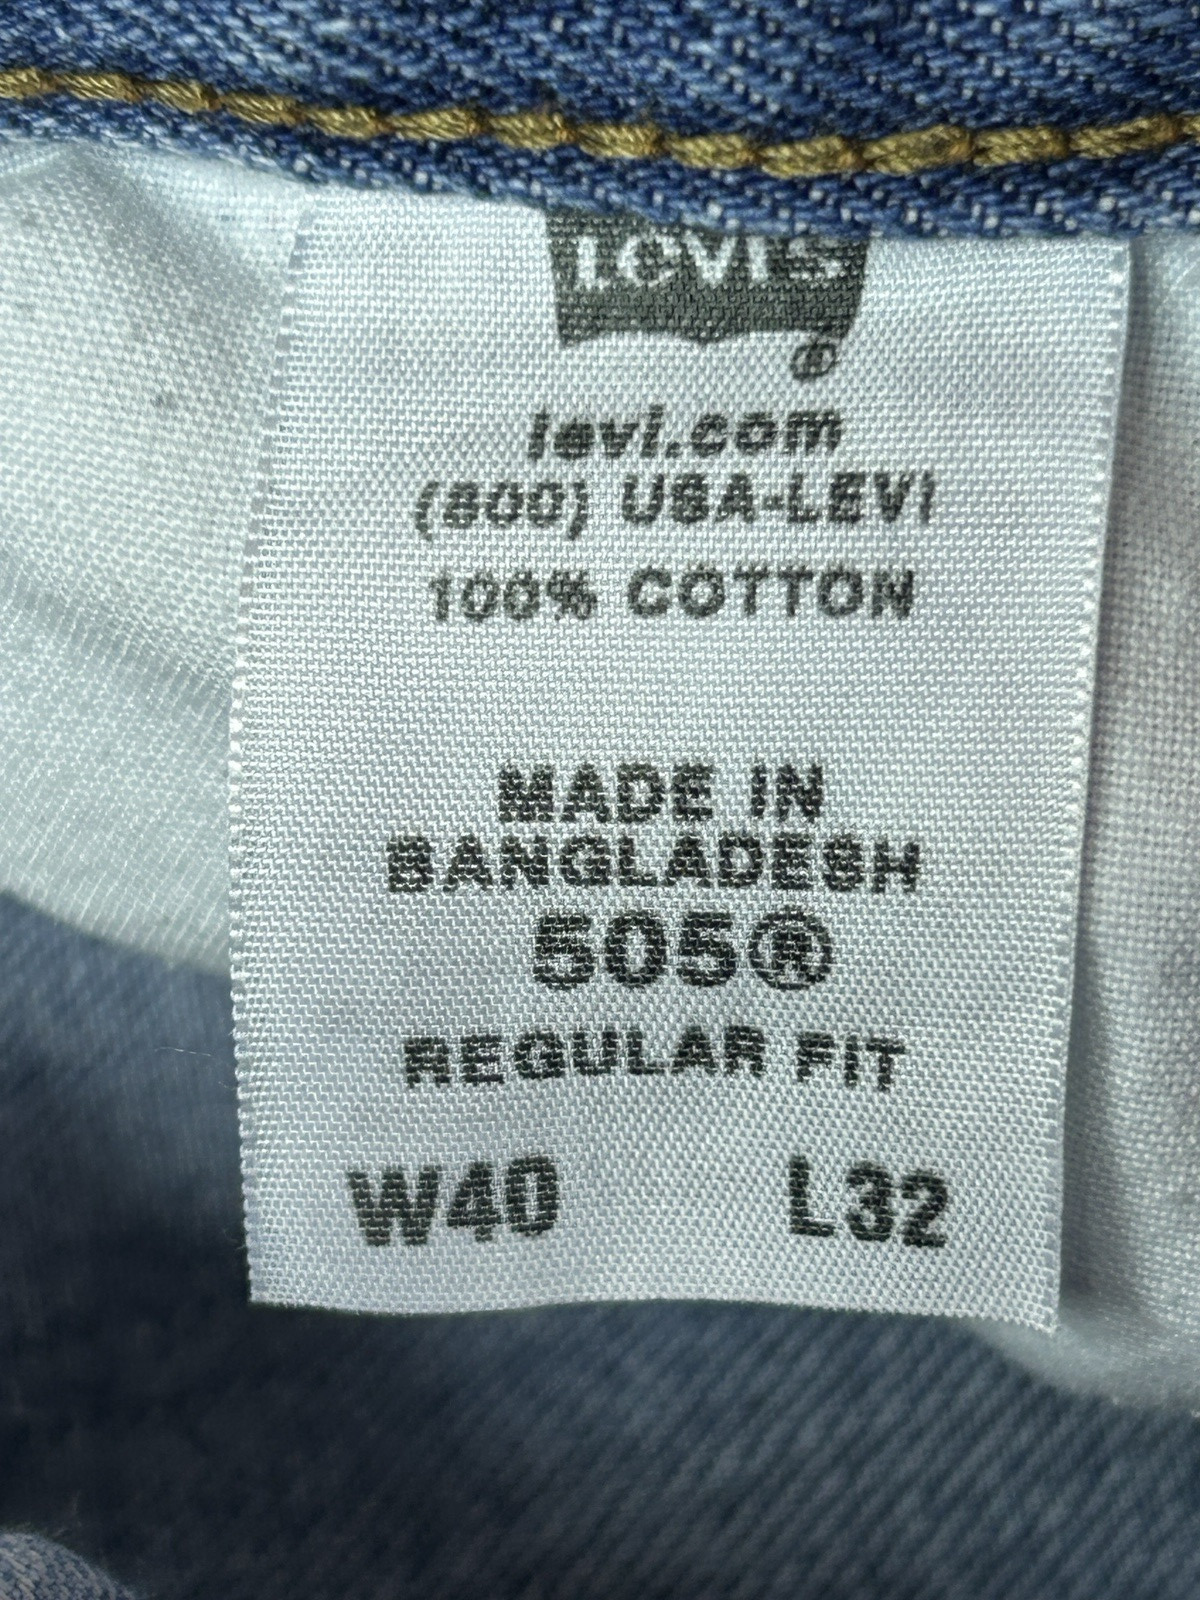 LEVI'S
®
levi.com
(800) USA-LEVI
100% COTTON
MADE IN
BANGLADESH
505®
REGULAR FIT
W40 L32